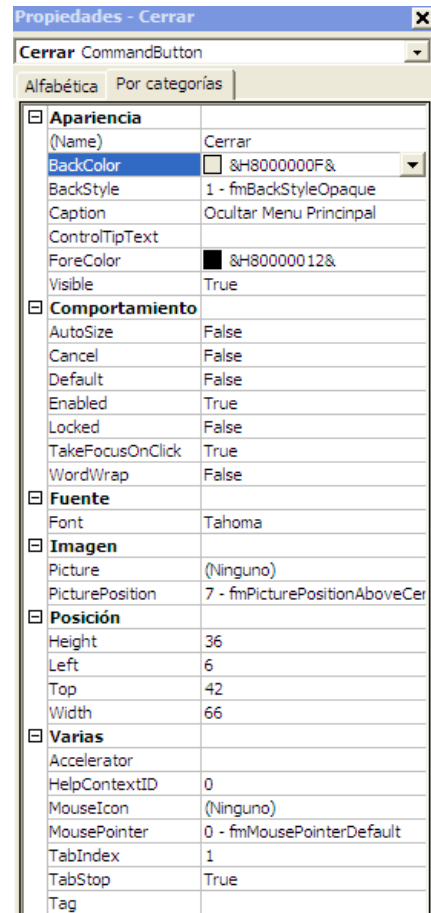 Propiedades - Cerrar
Cerrar CommandButton
Alfabética Por categorías
Apariencia
(Name) Cerrar
BackColor &H8000000F&
BackStyle 1 - fmBackStyleOpaque
Caption Ocultar Menu Princinpal
ControlTipText
ForeColor &H80000012&
Visible True
Comportamiento
AutoSize False
Cancel False
Default False
Enabled True
Locked False
TakeFocusOnClick True
WordWrap False
Fuente
Font Tahoma
Imagen
Picture (Ninguno)
PicturePosition 7 - fmPicturePositionAboveCer
Posición
Height 36
Left 6
Top 42
Width 66
Varias
Accelerator
HelpContextID 0
MouseIcon (Ninguno)
MousePointer 0 - fmMousePointerDefault
TabIndex 1
TabStop True
Tag